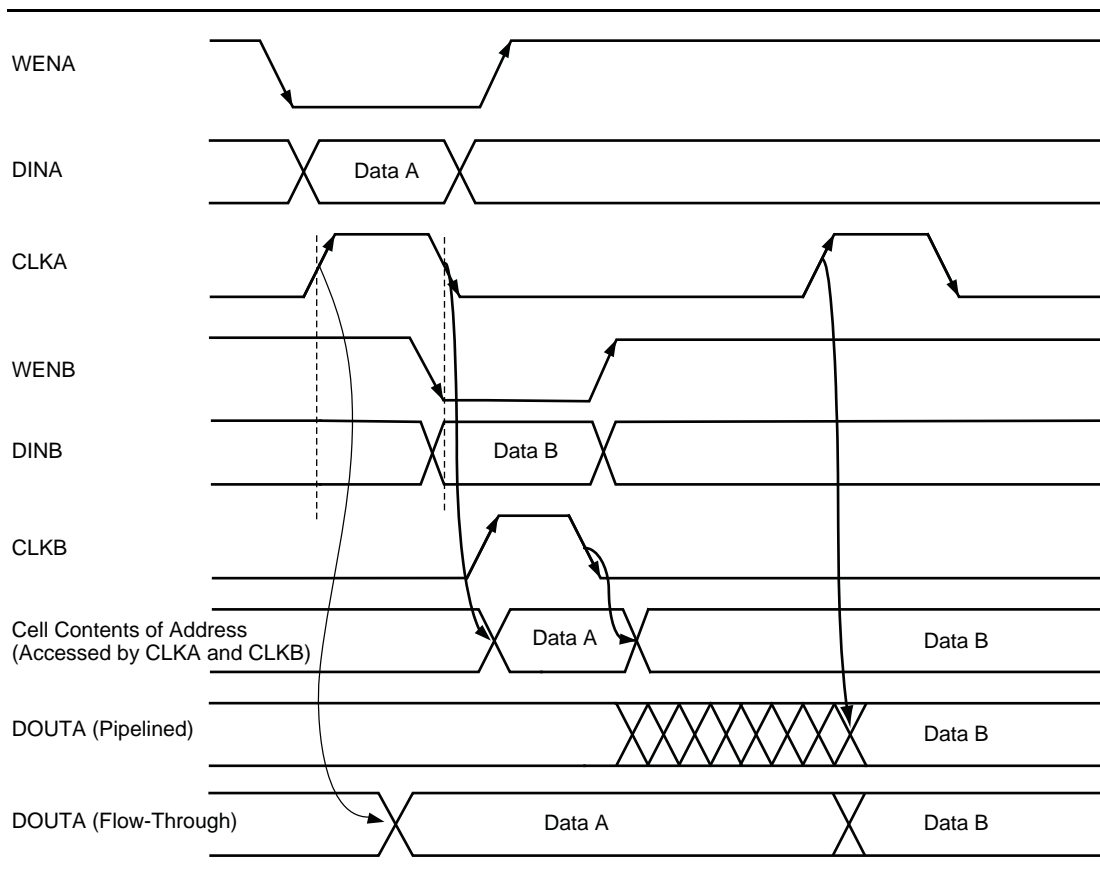 WENA
DINA
Data A
CLKA
WENB
DINB
Data B
CLKB
Cell Contents of Address
(Accessed by CLKA and CLKB)
Data A
Data B
DOUTA (Pipelined)
Data B
DOUTA (Flow-Through)
Data A
Data B